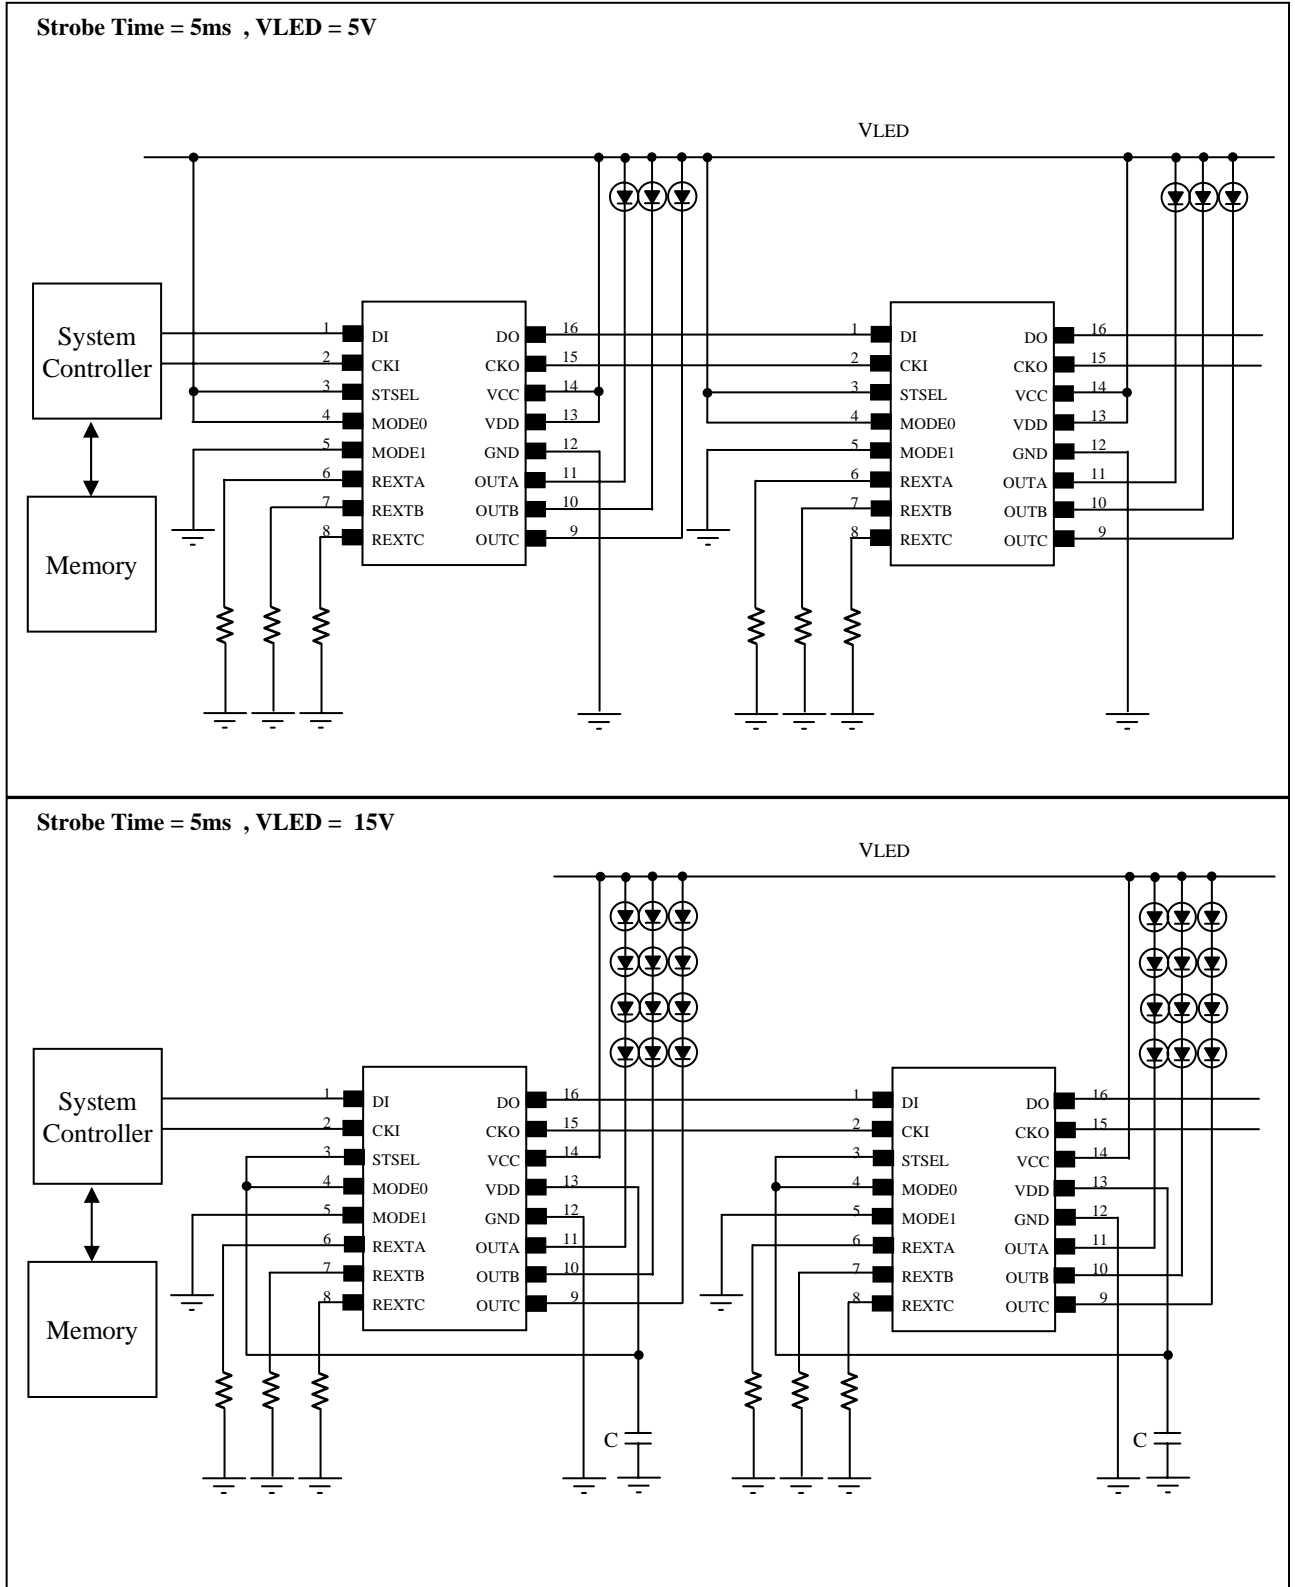 Strobe Time = 5ms , VLED = 5V
VLED
System
Controller
Memory
1 DI DO 16
2 CKI CKO 15
3 STSEL VCC 14
4 MODE0 VDD 13
5 MODE1 GND 12
6 REXTA OUTA 11
7 REXTB OUTB 10
8 REXTC OUTC 9
1 DI DO 16
2 CKI CKO 15
3 STSEL VCC 14
4 MODE0 VDD 13
5 MODE1 GND 12
6 REXTA OUTA 11
7 REXTB OUTB 10
8 REXTC OUTC 9
Strobe Time = 5ms , VLED = 15V
VLED
System
Controller
Memory
1 DI DO 16
2 CKI CKO 15
3 STSEL VCC 14
4 MODE0 VDD 13
5 MODE1 GND 12
6 REXTA OUTA 11
7 REXTB OUTB 10
8 REXTC OUTC 9
C
1 DI DO 16
2 CKI CKO 15
3 STSEL VCC 14
4 MODE0 VDD 13
5 MODE1 GND 12
6 REXTA OUTA 11
7 REXTB OUTB 10
8 REXTC OUTC 9
C